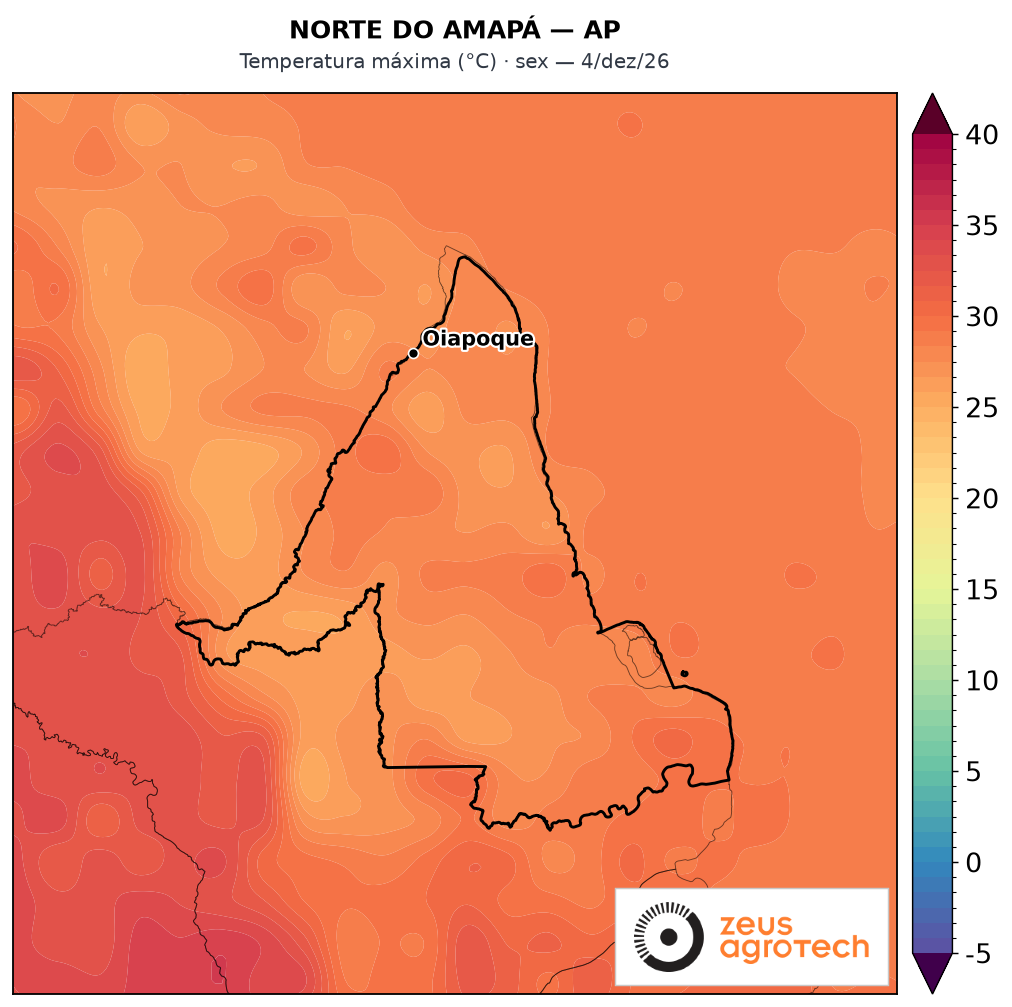 NORTE DO AMAPÁ — AP
Temperatura máxima (°C) · sex — 4/dez/26
Oiapoque
40
35
30
25
20
15
10
5
0
-5
zeus
agrotech